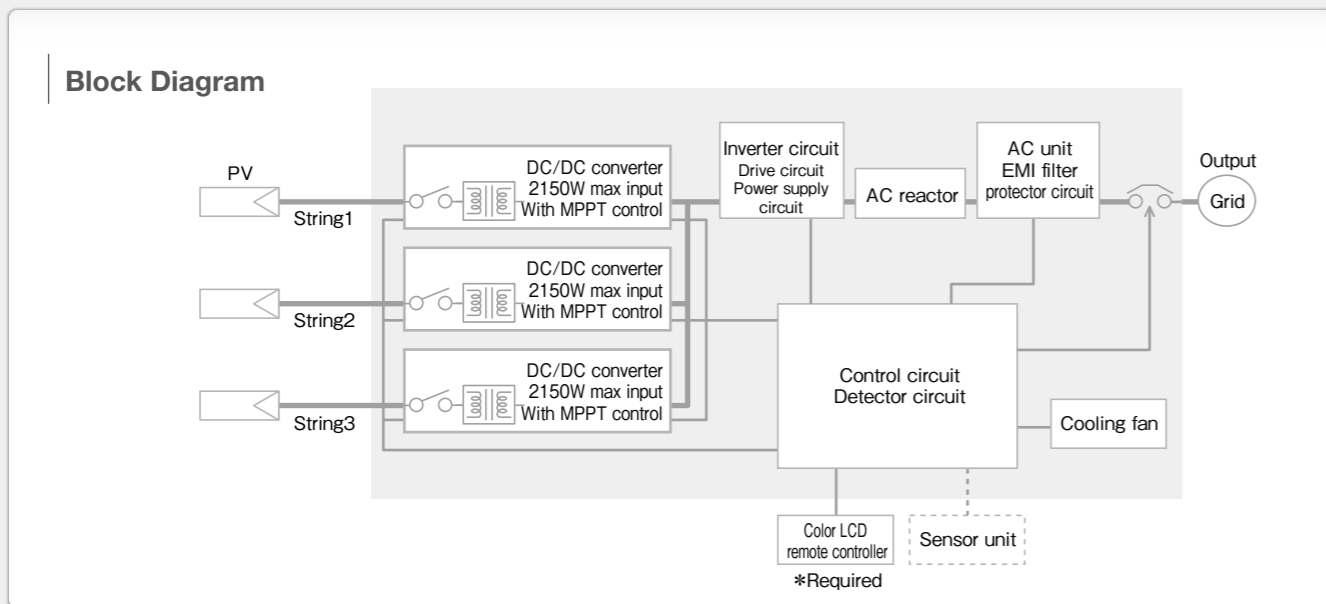 Block Diagram
PV
String1
String2
String3
DC/DC converter
2150W max input
With MPPT control
DC/DC converter
2150W max input
With MPPT control
DC/DC converter
2150W max input
With MPPT control
Inverter circuit
Drive circuit
Power supply
circuit
AC reactor
AC unit
EMI filter
protector circuit
Output
Grid
Control circuit
Detector circuit
Cooling fan
Color LCD
remote controller
*Required
Sensor unit